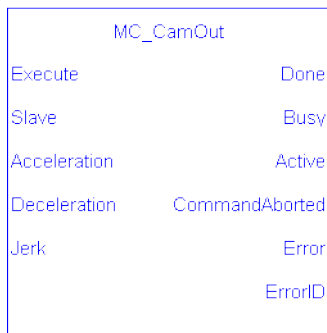 MC_CamOut
Execute Done
Slave Busy
Acceleration Active
Deceleration CommandAborted
Jerk Error
ErrorID